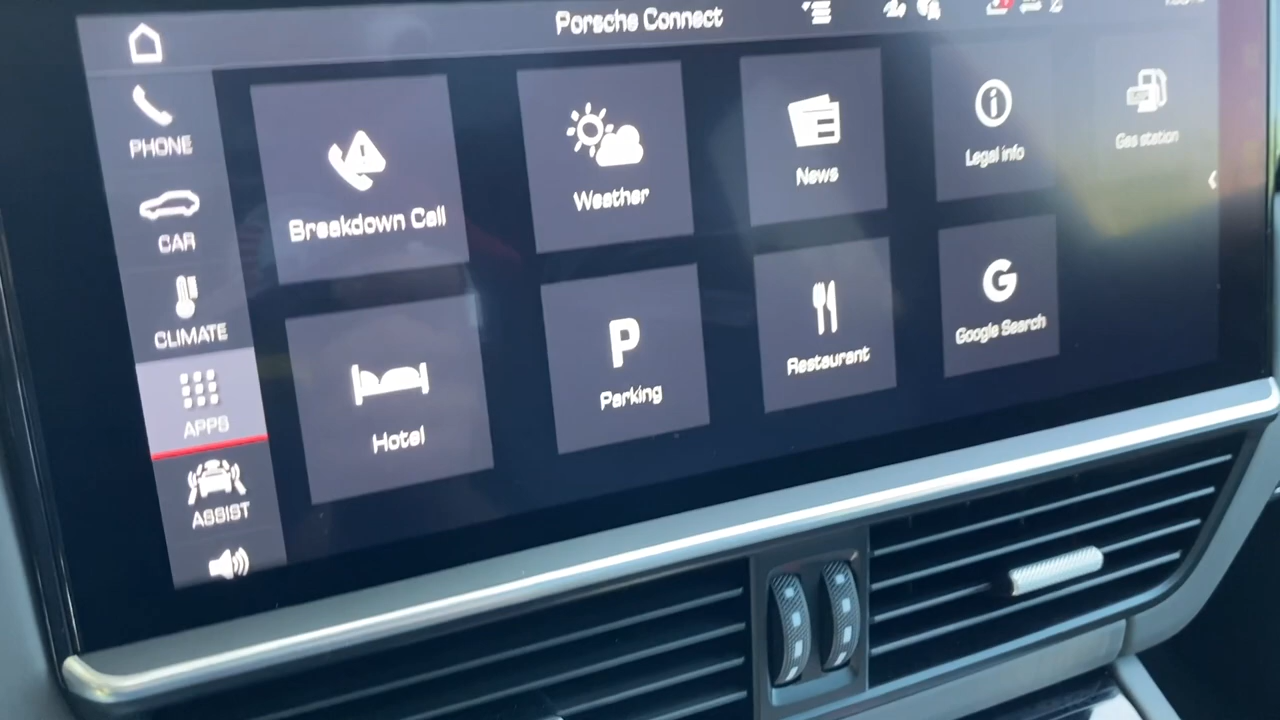 Porsche Connect
PHONE
CAR
CLIMATE
APPS
ASSIST
Breakdown Call
Weather
News
Legal info
Gas station
Hotel
P
Parking
Restaurant
G
Google Search